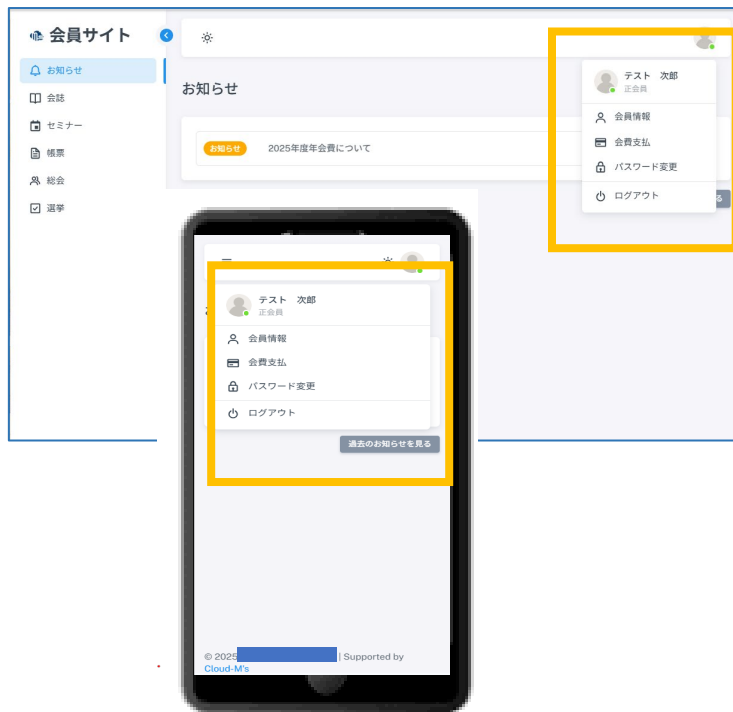 会員サイト
お知らせ
会誌
セミナー
帳票
総会
選挙
お知らせ
お知らせ 2025年度年会費について
る
テスト 次郎
正会員
会員情報
会費支払
パスワード変更
ログアウト
テスト 次郎
正会員
会員情報
会費支払
パスワード変更
ログアウト
過去のお知らせを見る
© 2025 | Supported by
Cloud-M's